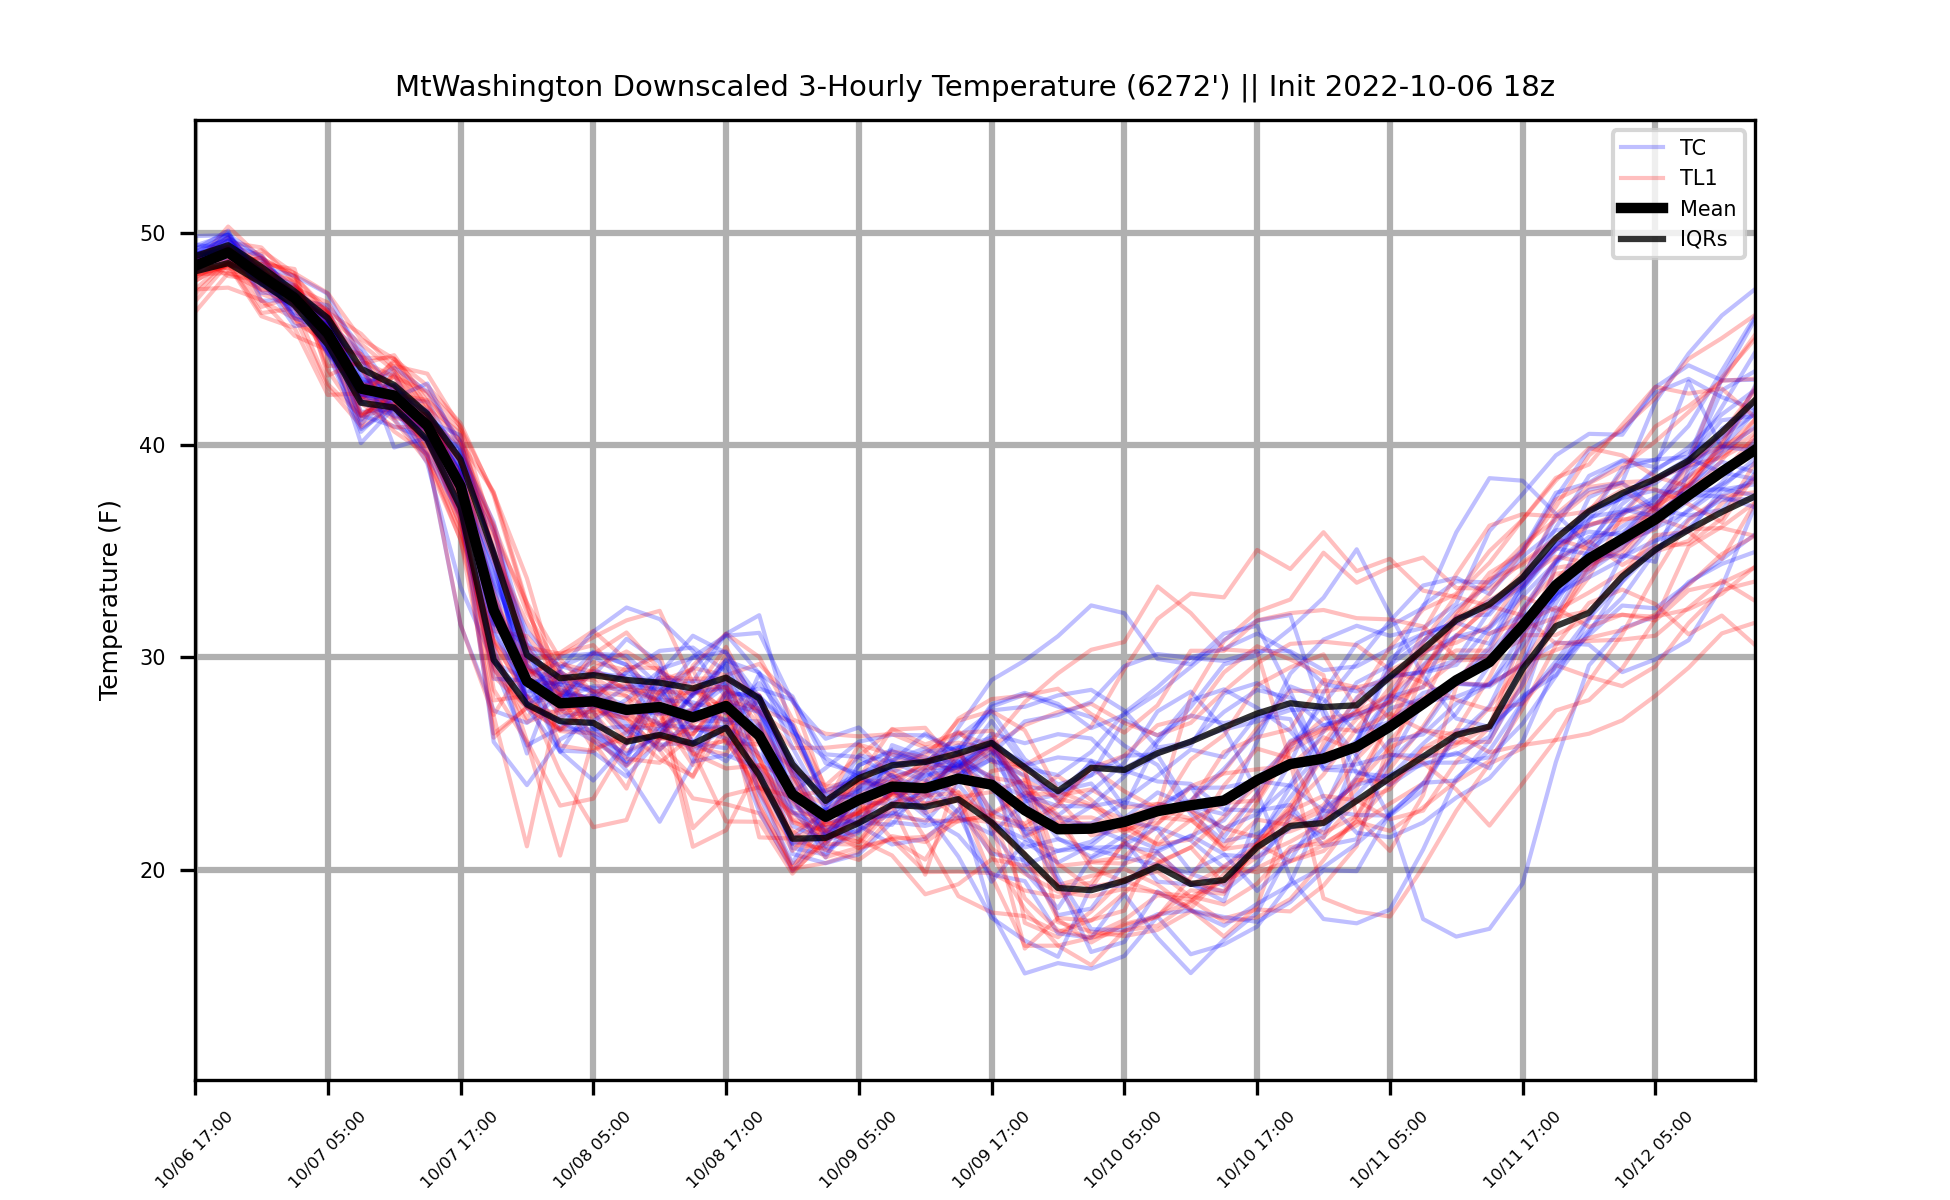 MtWashington Downscaled 3-Hourly Temperature (6272') || Init 2022-10-06 18z
TC
TL1
Mean
IQRs
Temperature (F)
50
40
30
20
10/06 17:00
10/07 05:00
10/07 17:00
10/08 05:00
10/08 17:00
10/09 05:00
10/09 17:00
10/10 05:00
10/10 17:00
10/11 05:00
10/11 17:00
10/12 05:00